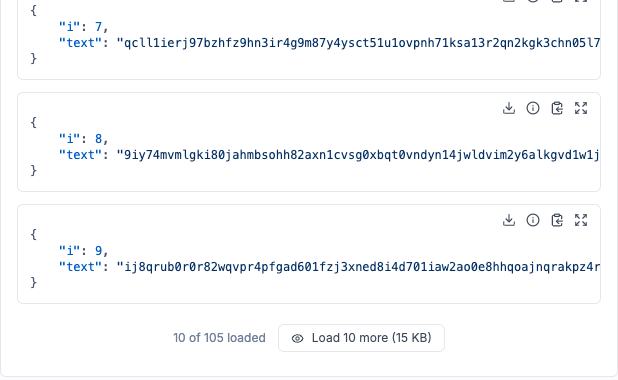 {
"i": 7,
"text": "qcll1ierj97bzhfz9hn3ir4g9m87y4ysct51u1ovpnh71ksa13r2qn2kgk3chn05l7
}
{
"i": 8,
"text": "9iy74mvmlgki80jahmbsohh82axn1cvsg0xbqt0vndyn14jwldvim2y6alkgvd1w1j
}
{
"i": 9,
"text": "ij8qrub0r0r82wqvpr4pfgad601fzj3xned8i4d701iaw2ao0e8hhqoajnqrakpz4r
}
10 of 105 loaded
Load 10 more (15 KB)